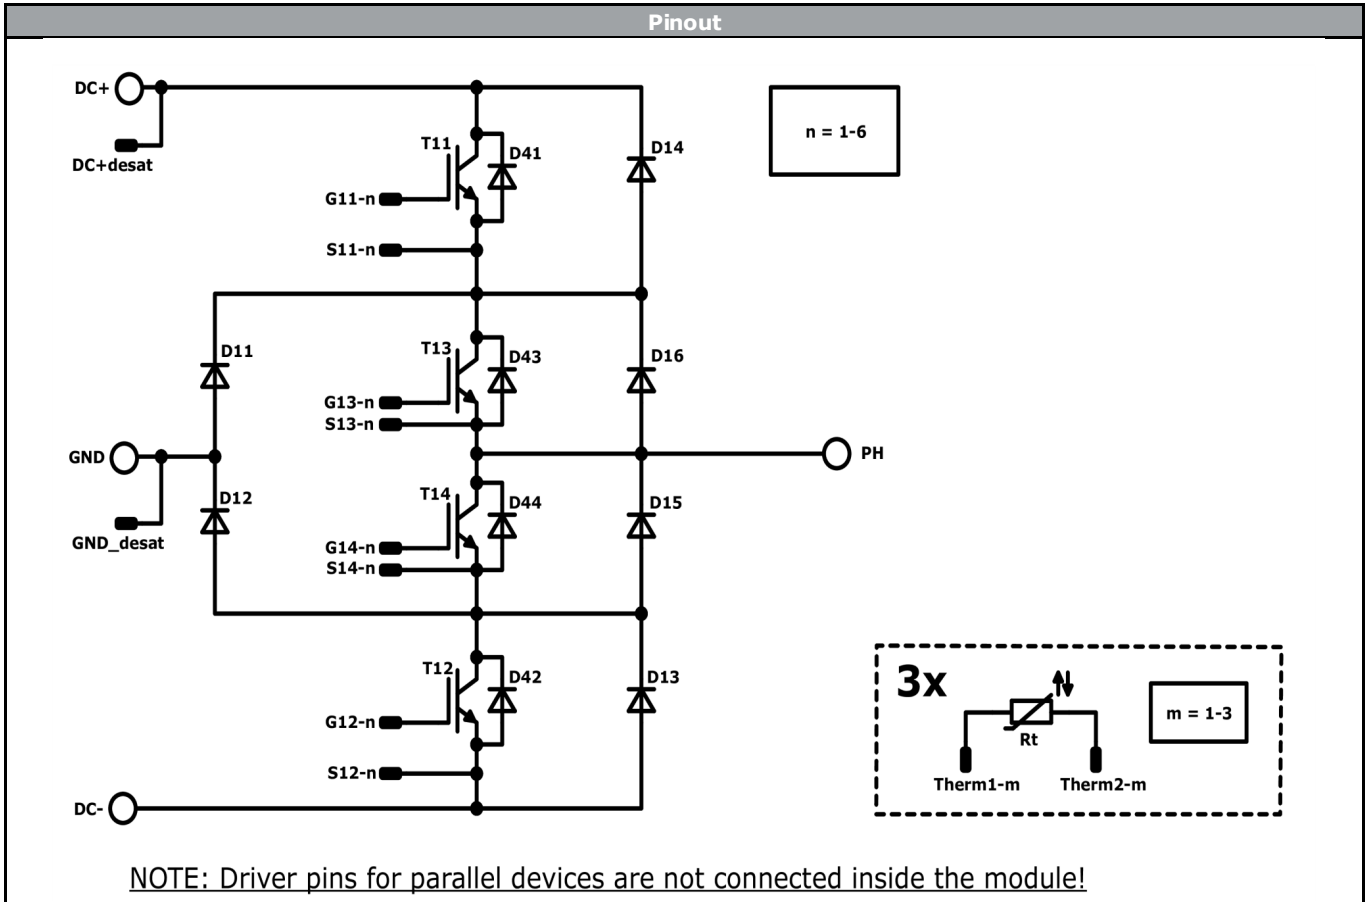 Pinout
DC+
DC+desat
T11
D41
D14
n = 1-6
G11-n
S11-n
D11
T13
D43
D16
G13-n
S13-n
GND
PH
D12
T14
D44
D15
GND_desat
G14-n
S14-n
T12
D42
D13
G12-n
S12-n
DC-
3x
m = 1-3
Rt
Therm1-m
Therm2-m
NOTE: Driver pins for parallel devices are not connected inside the module!